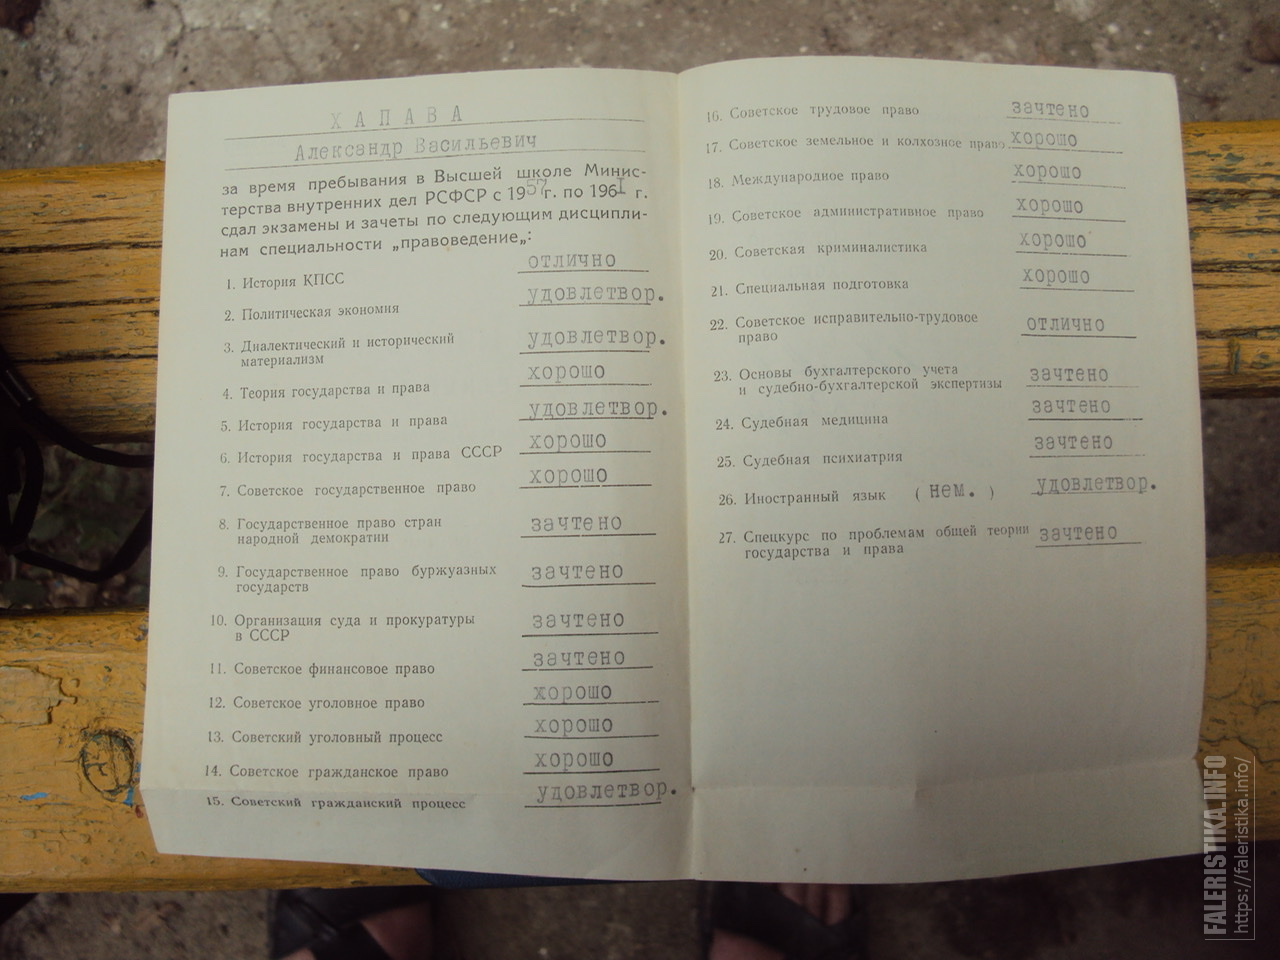 ХАПАВА
Александр Васильевич
за время пребывания в Высшей школе Минис-
терства внутренних дел РСФСР с 1957г. по 1961 г.
сдал экзамены и зачеты по следующим дисципли-
нам специальности „правоведение„:
1. История КПСС отлично
2. Политическая экономия удовлетвор.
3. Диалектический и исторический
материализм удовлетвор.
4. Теория государства и права хорошо
5. История государства и права удовлетвор.
6. История государства и права СССР хорошо
7. Советское государственное право хорошо
8. Государственное право стран
народной демократии зачтено
9. Государственное право буржуазных
государств зачтено
10. Организация суда и прокуратуры
в СССР зачтено
11. Советское финансовое право зачтено
12. Советское уголовное право хорошо
13. Советский уголовный процесс хорошо
14. Советское гражданское право хорошо
15. Советский гражданский процесс удовлетвор.
16. Советское трудовое право зачтено
17. Советское земельное и колхозное право хорошо
18. Международное право хорошо
19. Советское административное право хорошо
20. Советская криминалистика хорошо
21. Специальная подготовка хорошо
22. Советское исправительно-трудовое
право отлично
23. Основы бухгалтерского учета
и судебно-бухгалтерской экспертизы зачтено
24. Судебная медицина зачтено
25. Судебная психиатрия зачтено
26. Иностранный язык (нем.) удовлетвор.
27. Спецкурс по проблемам общей теории
государства и права зачтено
FALERISTIKA.INFO
https://faleristika.info/